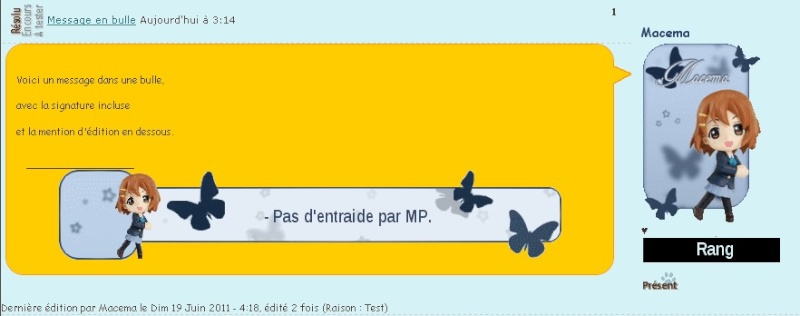 Résolu
En cours
A tester
Message en bulle Aujourd'hui à 3:14
1
Macema
Macema
Voici un message dans une bulle,
avec la signature incluse
et la mention d'édition en dessous.
- Pas d'entraide par MP.
Rang
Présent
Dernière édition par Macema le Dim 19 Juin 2011 - 4:18, édité 2 fois (Raison : Test)